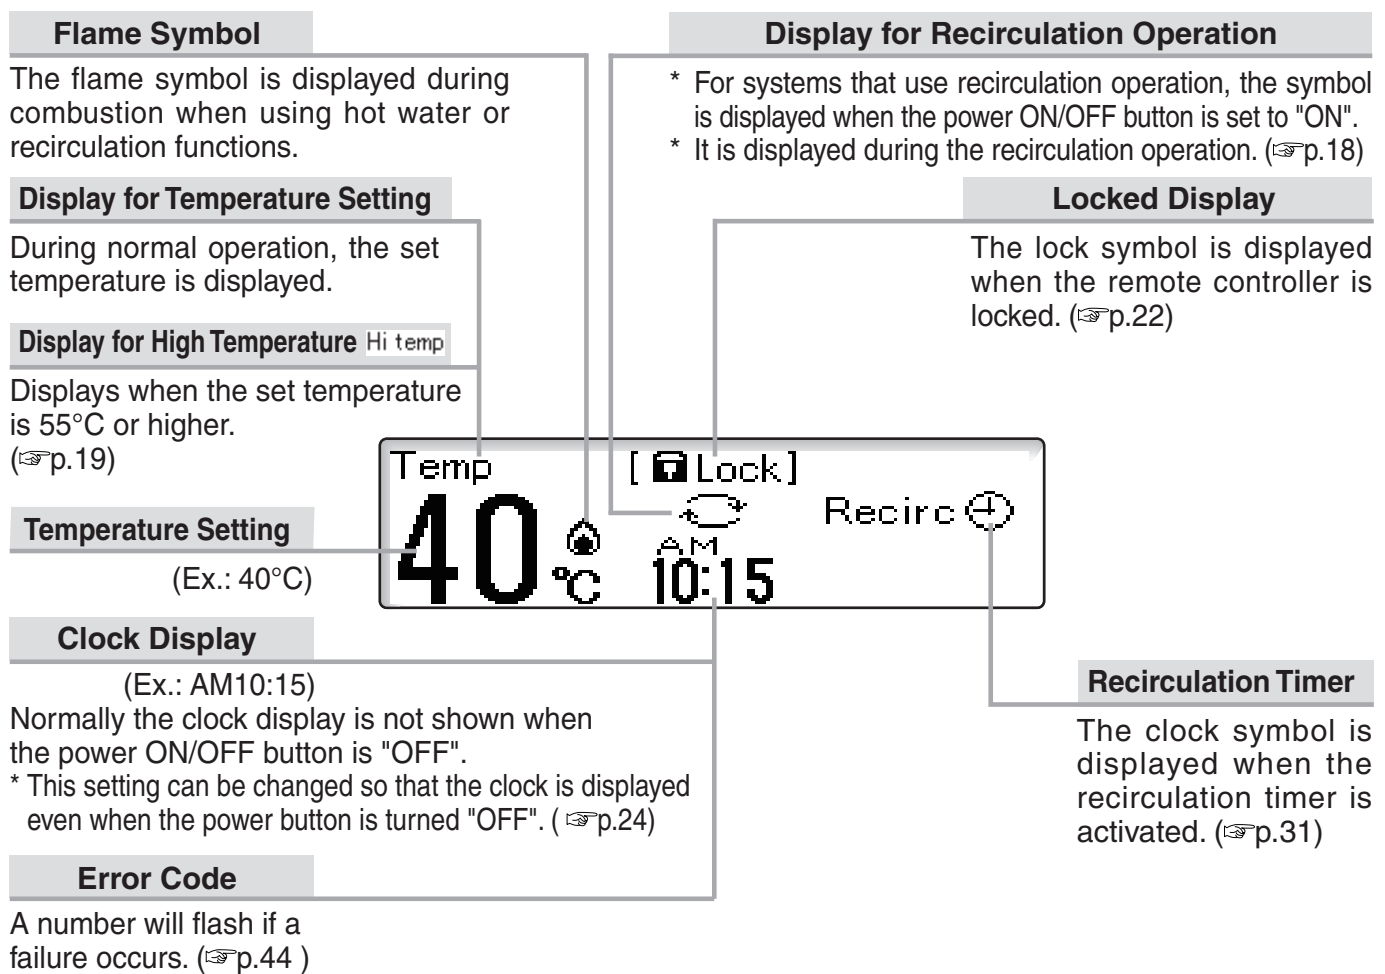 Flame Symbol
The flame symbol is displayed during
combustion when using hot water or
recirculation functions.
Display for Temperature Setting
During normal operation, the set
temperature is displayed.
Display for High Temperature Hi temp
Displays when the set temperature
is 55°C or higher.
(☞p.19)
Temperature Setting
(Ex.: 40°C)
Clock Display
(Ex.: AM10:15)
Normally the clock display is not shown when
the power ON/OFF button is "OFF".
* This setting can be changed so that the clock is displayed
even when the power button is turned "OFF". ( ☞p.24)
Error Code
A number will flash if a
failure occurs. (☞p.44 )
Display for Recirculation Operation
* For systems that use recirculation operation, the symbol
is displayed when the power ON/OFF button is set to "ON".
* It is displayed during the recirculation operation. (☞p.18)
Locked Display
The lock symbol is displayed
when the remote controller is
locked. (☞p.22)
Temp
[ Lock]
40
°C
AM
10:15
Recirc
Recirculation Timer
The clock symbol is
displayed when the
recirculation timer is
activated. (☞p.31)